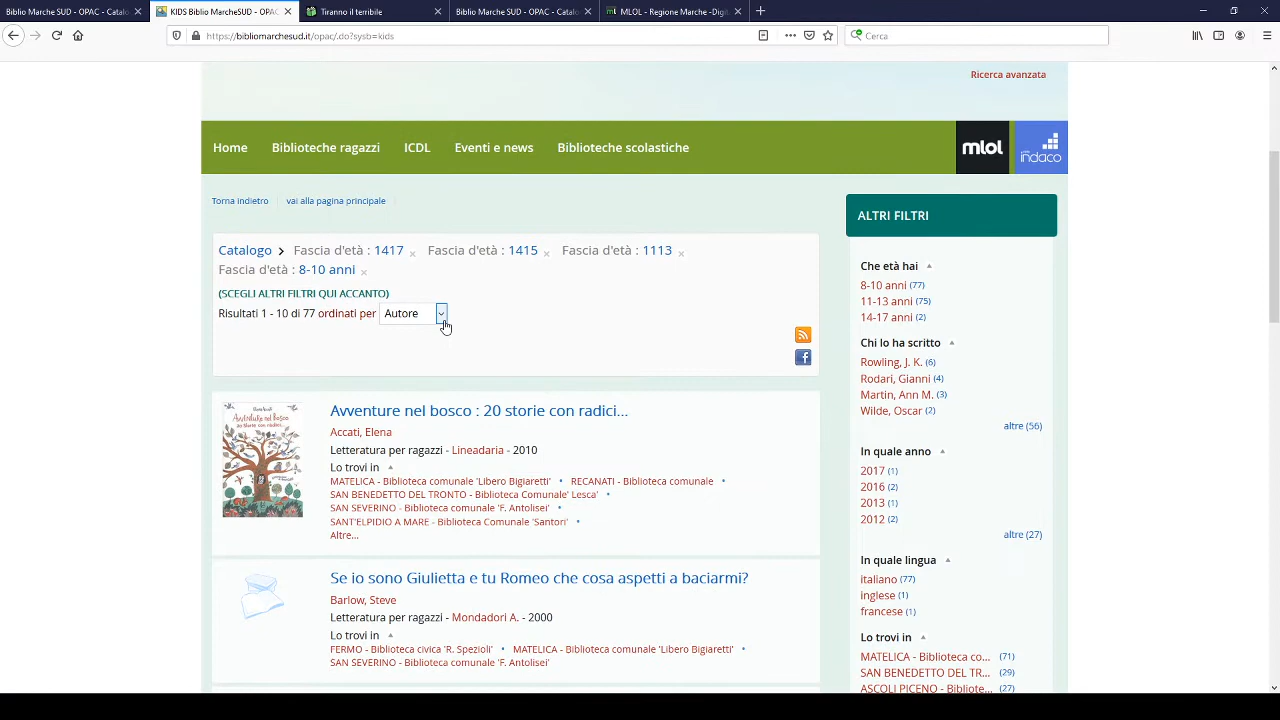 Biblio Marche SUD - OPAC - Catalo
KIDS Biblio MarcheSUD - OPAC
Tiranno il terribile
Biblio Marche SUD - OPAC - Catalo
MLOL - Regione Marche -Digit
https://bibliomarchesud.it/opac/.do?sysb=kids
Cerca
Ricerca avanzata
Home
Biblioteche ragazzi
ICDL
Eventi e news
Biblioteche scolastiche
mlol
indaco
Torna indietro
vai alla pagina principale
Catalogo > Fascia d'età : 1417 × Fascia d'età : 1415 × Fascia d'età : 1113 ×
Fascia d'età : 8-10 anni ×
(SCEGLI ALTRI FILTRI QUI ACCANTO)
Risultati 1 - 10 di 77 ordinati per Autore
Avventure nel bosco : 20 storie con radici...
Accati, Elena
Letteratura per ragazzi - Lineadaria - 2010
Lo trovi in
MATELICA - Biblioteca comunale 'Libero Bigiaretti' • RECANATI - Biblioteca comunale •
SAN BENEDETTO DEL TRONTO - Biblioteca Comunale' Lesca' •
SAN SEVERINO - Biblioteca comunale 'F. Antolisei' •
SANT'ELPIDIO A MARE - Biblioteca Comunale 'Santori' •
Altre...
Se io sono Giulietta e tu Romeo che cosa aspetti a baciarmi?
Barlow, Steve
Letteratura per ragazzi - Mondadori A. - 2000
Lo trovi in
FERMO - Biblioteca civica 'R. Spezioli' • MATELICA - Biblioteca comunale 'Libero Bigiaretti' •
SAN SEVERINO - Biblioteca comunale 'F. Antolisei'
ALTRI FILTRI
Che età hai
8-10 anni (77)
11-13 anni (75)
14-17 anni (2)
Chi lo ha scritto
Rowling, J. K. (6)
Rodari, Gianni (4)
Martin, Ann M. (3)
Wilde, Oscar (2)
altre (56)
In quale anno
2017 (1)
2016 (2)
2013 (1)
2012 (2)
altre (27)
In quale lingua
italiano (77)
inglese (1)
francese (1)
Lo trovi in
MATELICA - Biblioteca co... (71)
SAN BENEDETTO DEL TR... (29)
ASCOLI PICENO - Bibliote... (27)